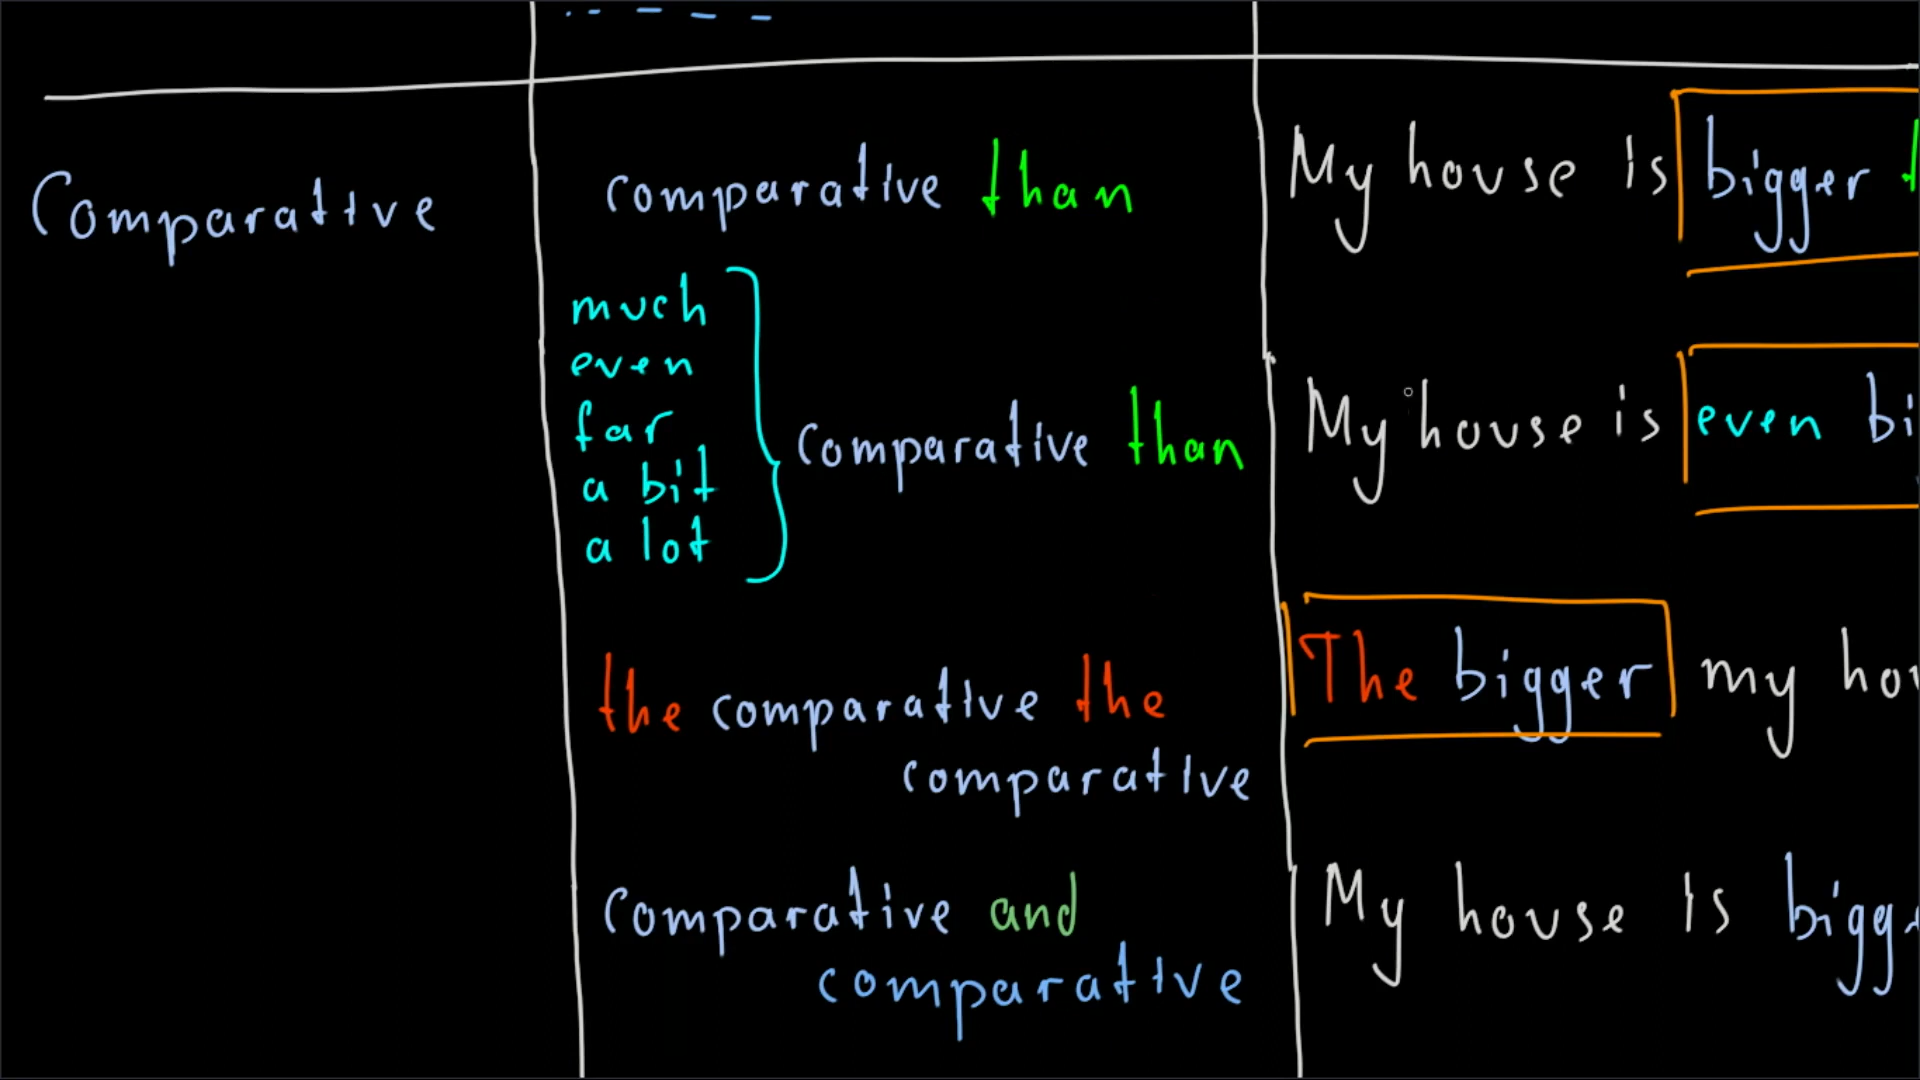 Comparative
comparative than
much
even
far
a bit
a lot
comparative than
the comparative the
comparative
comparative and
comparative
My house is bigger
My house is even
The bigger my
My house is